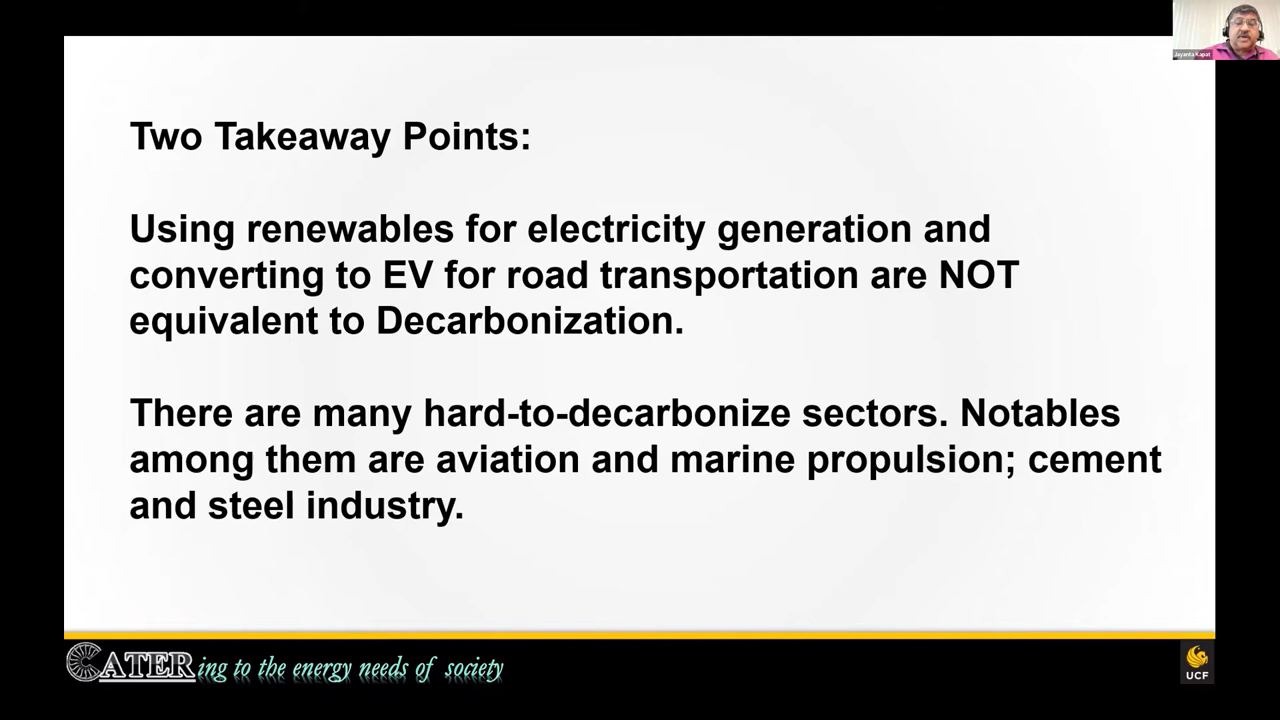 Jayanta Kapat
Two Takeaway Points:
Using renewables for electricity generation and
converting to EV for road transportation are NOT
equivalent to Decarbonization.
There are many hard-to-decarbonize sectors. Notables
among them are aviation and marine propulsion; cement
and steel industry.
CATERing to the energy needs of society
UCF